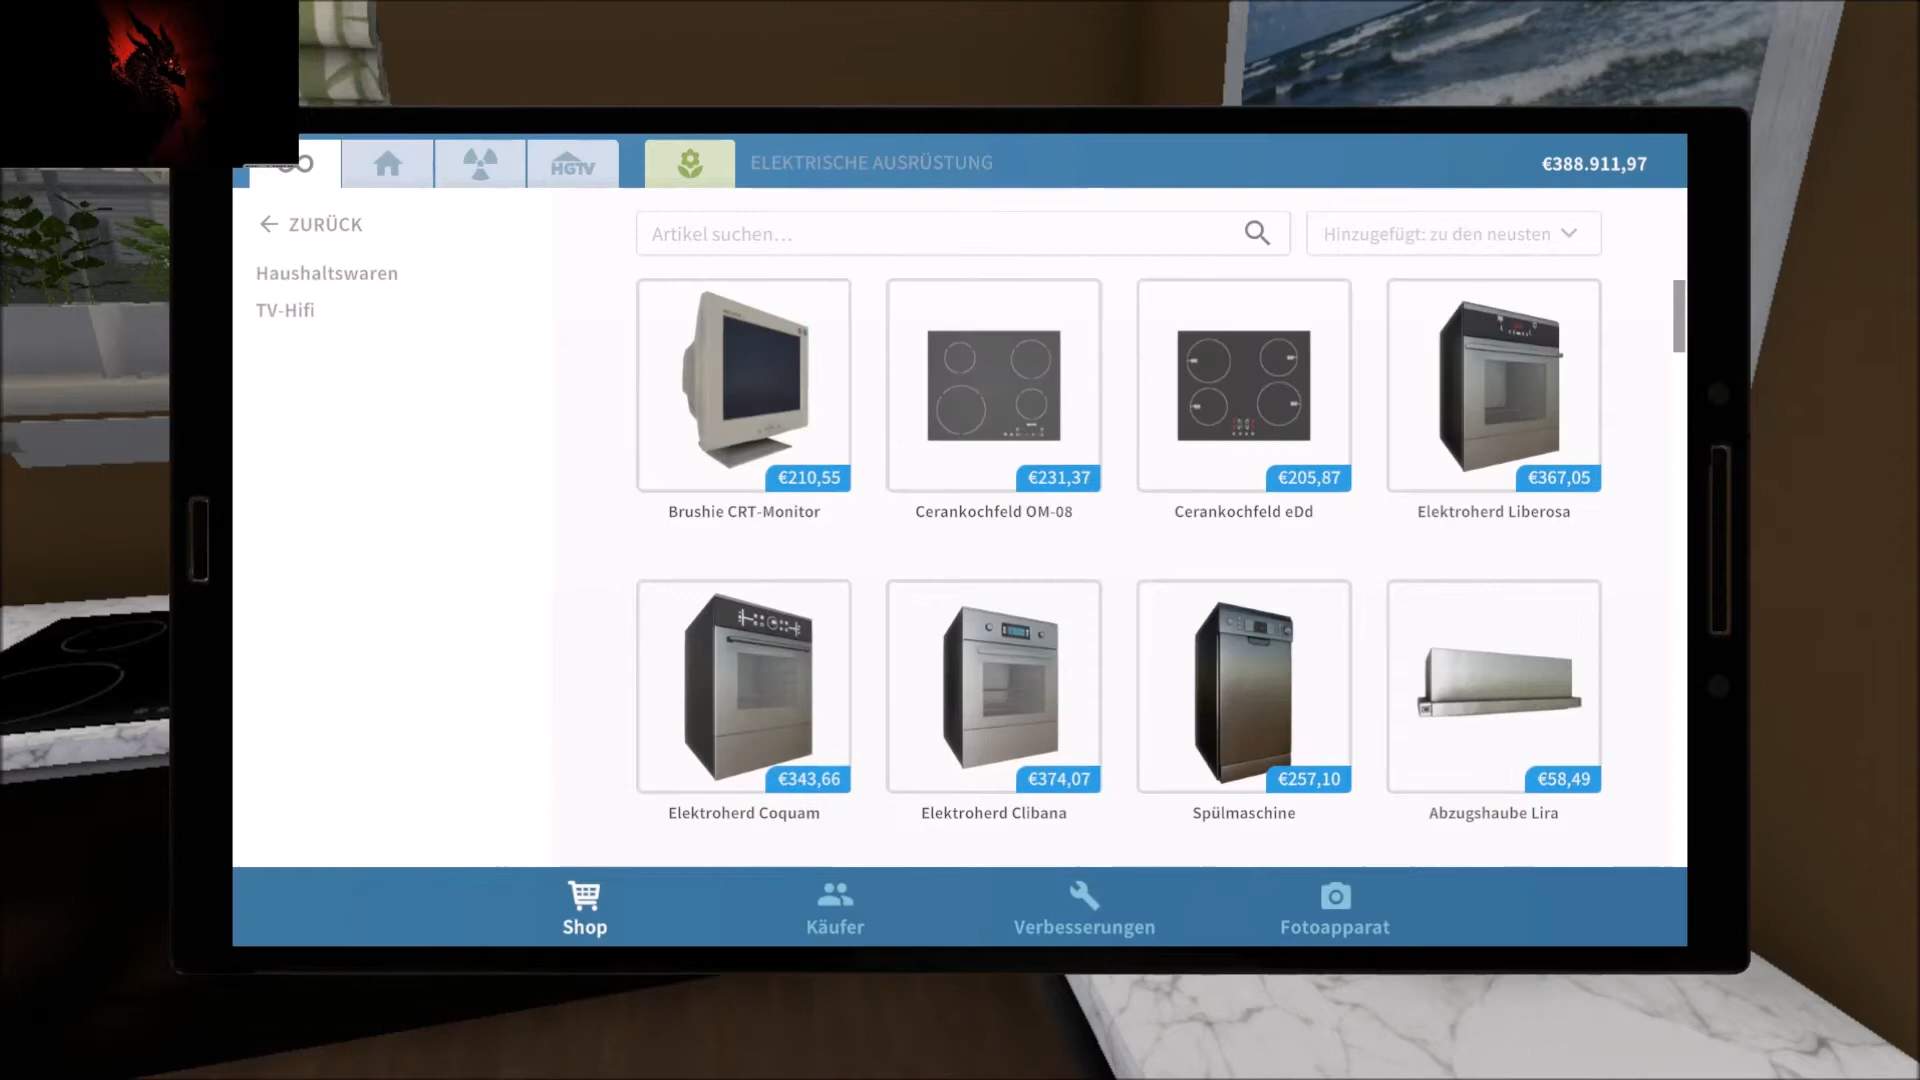 HGTV
ELEKTRISCHE AUSRÜSTUNG
€388.911,97
ZURÜCK
Haushaltswaren
TV-Hifi
Artikel suchen...
Hinzugefügt: zu den neusten
€210,55
€231,37
€205,87
€367,05
Brushie CRT-Monitor
Cerankochfeld OM-08
Cerankochfeld eDd
Elektroherd Liberosa
€343,66
€374,07
€257,10
€58,49
Elektroherd Coquam
Elektroherd Clibana
Spülmaschine
Abzugshaube Lira
Shop
Käufer
Verbesserungen
Fotoapparat